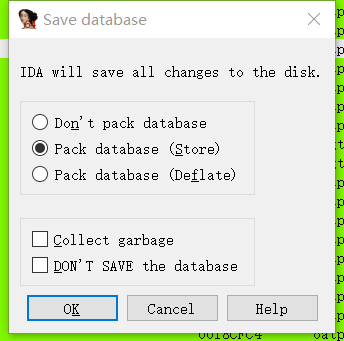 Save database
IDA will save all changes to the disk.
Don't pack database
Pack database (Store)
Pack database (Deflate)
Collect garbage
DON'T SAVE the database
OK
Cancel
Help